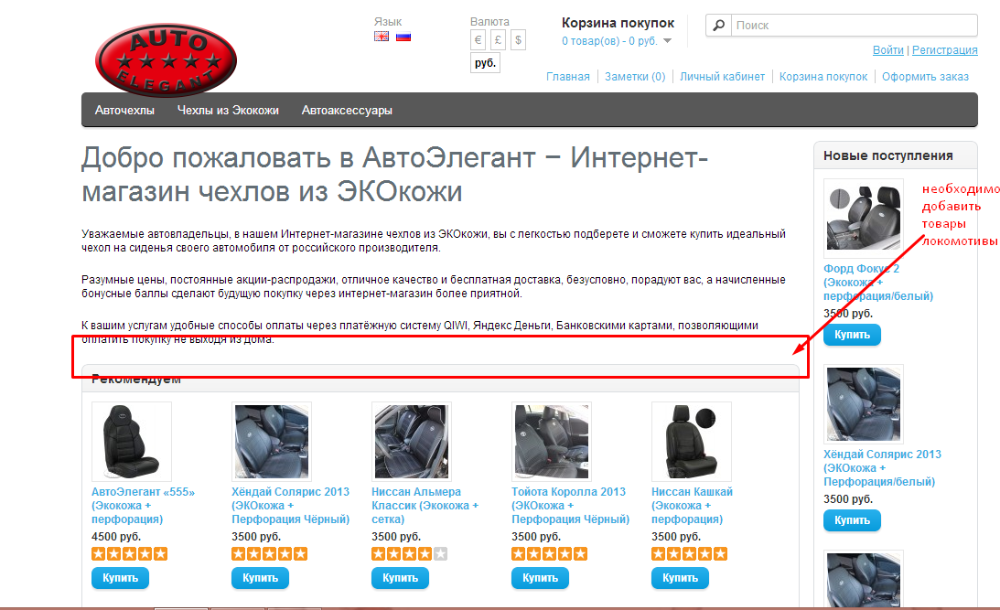 AUTO
ELEGANT
Язык
Валюта
€ £ $
руб.
Корзина покупок
0 товар(ов) - 0 руб.
Поиск
Войти | Регистрация
Главная Заметки (0) Личный кабинет Корзина покупок Оформить заказ
Авточехлы Чехлы из Экокожи Автоаксессуары
Добро пожаловать в АвтоЭлегант – Интернет-
магазин чехлов из ЭКОкожи
Уважаемые автовладельцы, в нашем Интернет-магазине чехлов из ЭКОкожи, вы с легкостью подберете и сможете купить идеальный
чехол на сиденья своего автомобиля от российского производителя.
Разумные цены, постоянные акции-распродажи, отличное качество и бесплатная доставка, безусловно, порадуют вас, а начисленные
бонусные баллы сделают будущую покупку через интернет-магазин более приятной.
К вашим услугам удобные способы оплаты через платёжную систему QIWI, Яндекс Деньги, Банковскими картами, позволяющими
оплатить покупку не выходя из дома.
Рекомендуем
АвтоЭлегант «555»
(Экокожа +
перфорация)
4500 руб.
Купить
Хёндай Солярис 2013
(ЭКОкожа +
Перфорация Чёрный)
3500 руб.
Купить
Ниссан Альмера
Классик (Экокожа +
сетка)
3500 руб.
Купить
Тойота Королла 2013
(ЭКОкожа +
Перфорация Чёрный)
3500 руб.
Купить
Ниссан Кашкай
(Экокожа +
перфорация)
3500 руб.
Купить
Новые поступления
необходимо
добавить
товары
локомотивы
Форд Фокус 2
(Экокожа +
перфорация/белый)
3500 руб.
Купить
Хёндай Солярис 2013
(ЭКОкожа +
Перфорация/белый)
3500 руб.
Купить